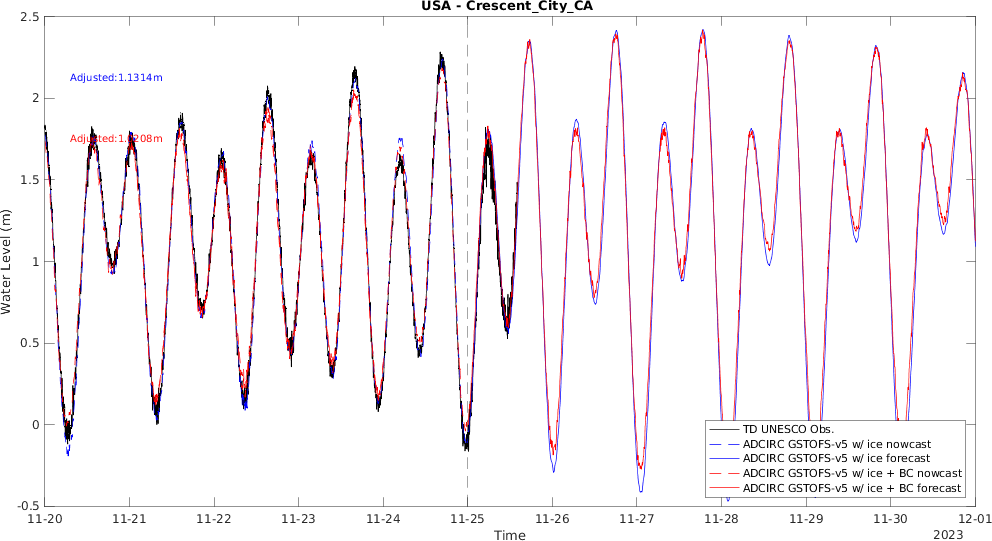 USA - Crescent_City_CA
2.5
2
1.5
1
0.5
0
-0.5
Water Level (m)
Adjusted:1.1314m
11-20
11-21
11-22
11-23
11-24
11-25
11-26
11-27
11-28
11-29
11-30
12-01
Time
2023
TD UNESCO Obs.
ADCIRC GSTOFS-v5 w/ ice nowcast
ADCIRC GSTOFS-v5 w/ ice forecast
ADCIRC GSTOFS-v5 w/ ice + BC nowcast
ADCIRC GSTOFS-v5 w/ ice + BC forecast